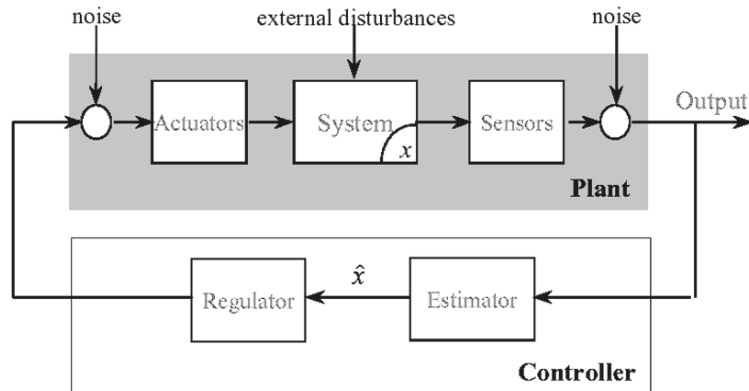 noise
external disturbances
noise
Actuators
System
x
Sensors
Output
Plant
Regulator
x̂
Estimator
Controller